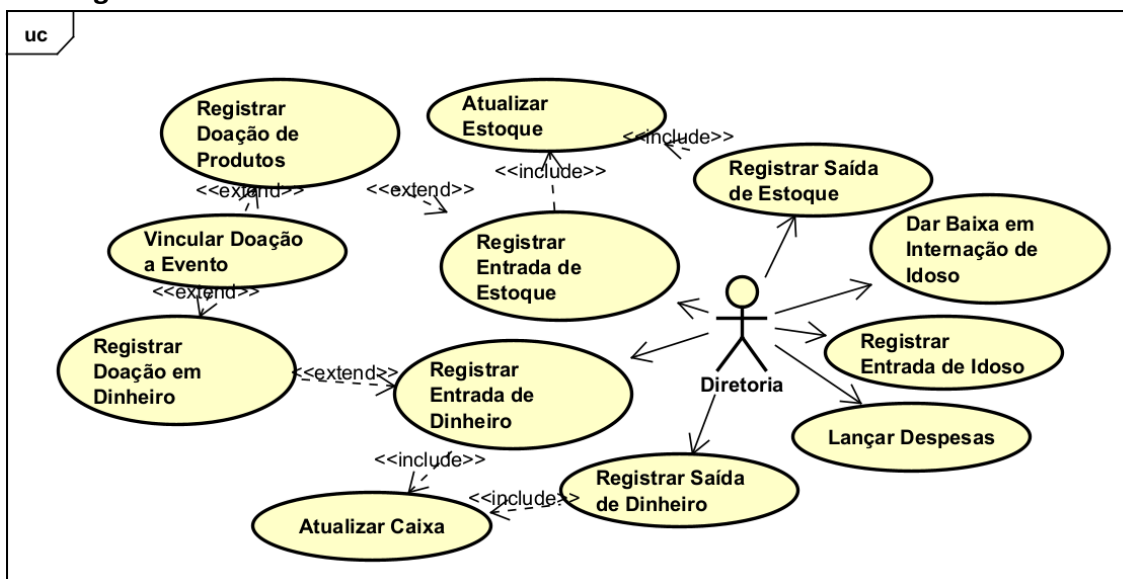 uc
Registrar
Doação de
Produtos
Atualizar
Estoque
<<include>>
Registrar Saída
de Estoque
<<extend>>
<<extend>>
<<include>>
Vincular Doação
a Evento
Registrar
Entrada de
Estoque
Dar Baixa em
Internação de
Idoso
<<extend>>
Registrar
Doação em
Dinheiro
<<extend>>
Registrar
Entrada de
Dinheiro
Diretoria
Registrar
Entrada de Idoso
Lançar Despesas
<<include>>
<<include>>
Registrar Saída
de Dinheiro
Atualizar Caixa